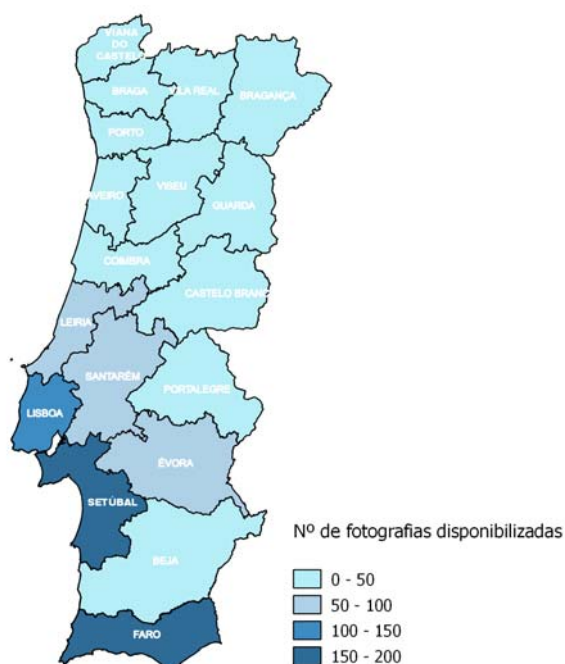 VIANA
DO
CASTELO
BRAGA
VILA REAL
BRAGANÇA
PORTO
AVEIRO
VISEU
GUARDA
COIMBRA
CASTELO BRANCO
LEIRIA
SANTARÉM
PORTALEGRE
LISBOA
ÉVORA
SETÚBAL
BEJA
FARO
Nº de fotografias disponibilizadas
0 - 50
50 - 100
100 - 150
150 - 200